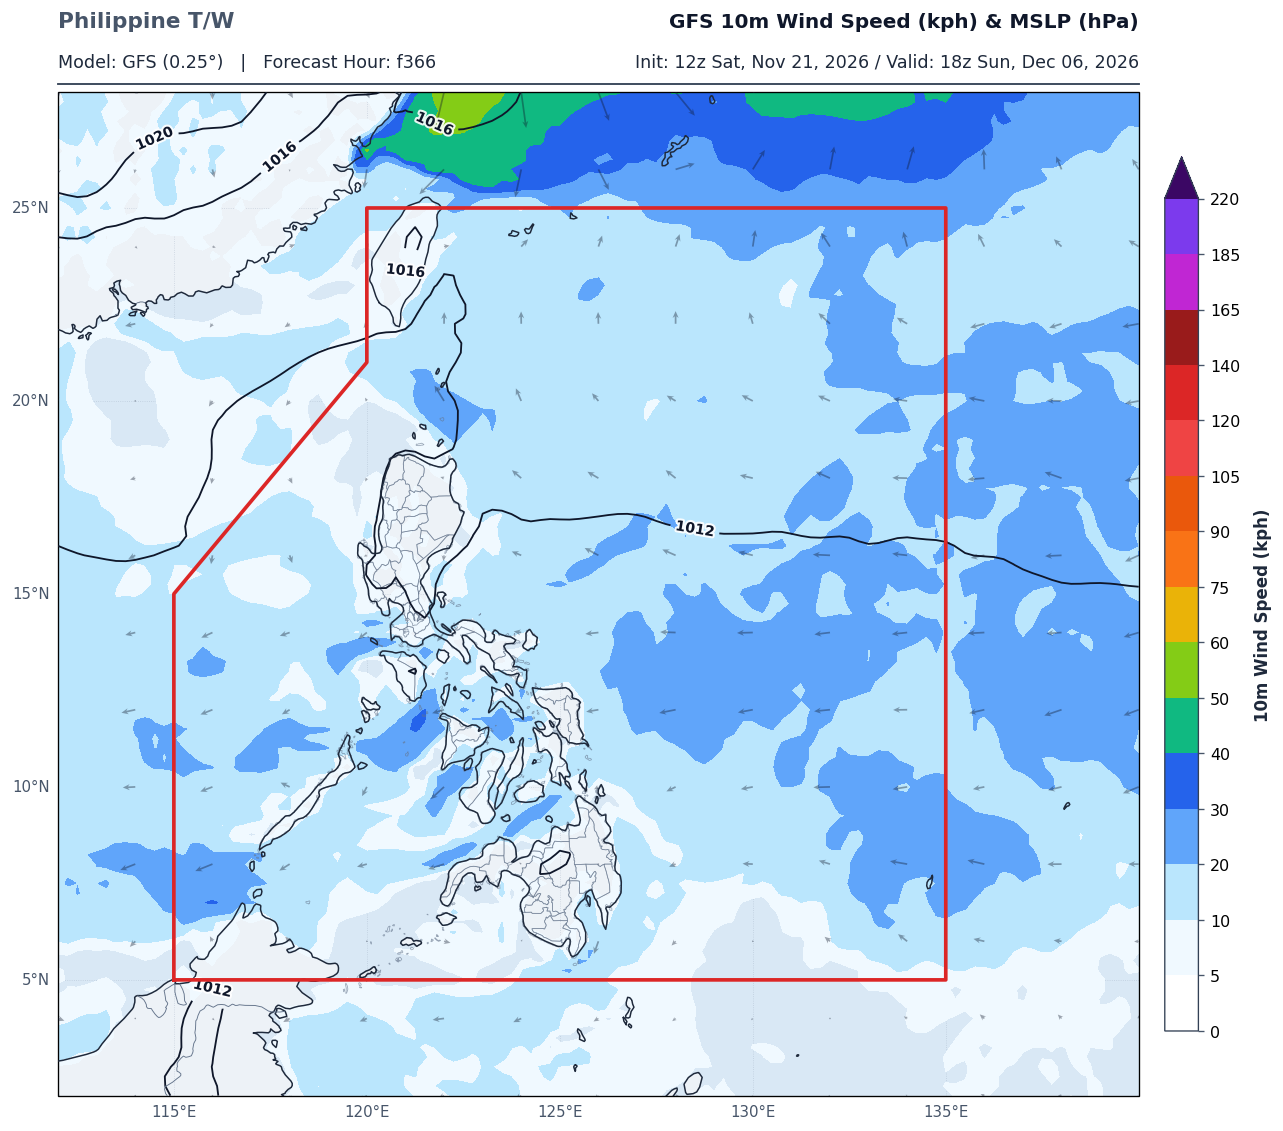 Philippine T/W
GFS 10m Wind Speed (kph) & MSLP (hPa)
Model: GFS (0.25°) | Forecast Hour: f366
Init: 12z Sat, Nov 21, 2026 / Valid: 18z Sun, Dec 06, 2026
1020
1016
1016
1016
1012
1012
25°N
20°N
15°N
10°N
5°N
115°E
120°E
125°E
130°E
135°E
220
185
165
140
120
105
90
75
60
50
40
30
20
10
5
0
10m Wind Speed (kph)